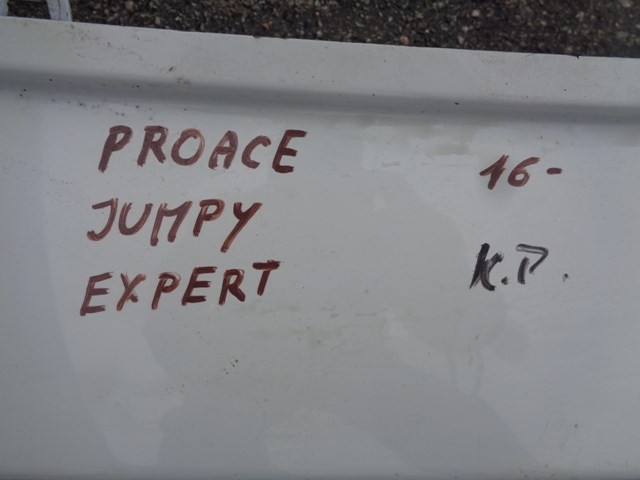 PROACE 16-
JUMPY
EXPERT K.P.